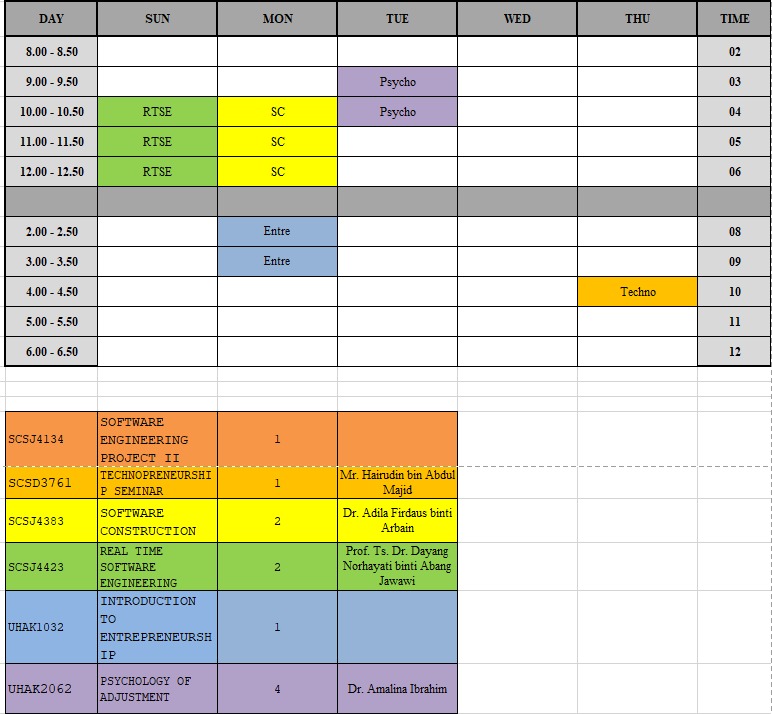 DAY SUN MON TUE WED THU TIME
8.00 - 8.50 02
9.00 - 9.50 Psycho 03
10.00 - 10.50 RTSE SC Psycho 04
11.00 - 11.50 RTSE SC 05
12.00 - 12.50 RTSE SC 06
2.00 - 2.50 Entre 08
3.00 - 3.50 Entre 09
4.00 - 4.50 Techno 10
5.00 - 5.50 11
6.00 - 6.50 12
SCSJ4134
SOFTWARE
ENGINEERING
PROJECT II
1
SCSD3761
TECHNOPRENEURSHI
P SEMINAR
1
Mr. Hairudin bin Abdul
Majid
SCSJ4383
SOFTWARE
CONSTRUCTION
2
Dr. Adila Firdaus binti
Arbain
SCSJ4423
REAL TIME
SOFTWARE
ENGINEERING
2
Prof. Ts. Dr. Dayang
Norhayati binti Abang
Jawawi
UHAK1032
INTRODUCTION
TO
ENTREPRENEURSH
IP
1
UHAK2062
PSYCHOLOGY OF
ADJUSTMENT
4
Dr. Amalina Ibrahim